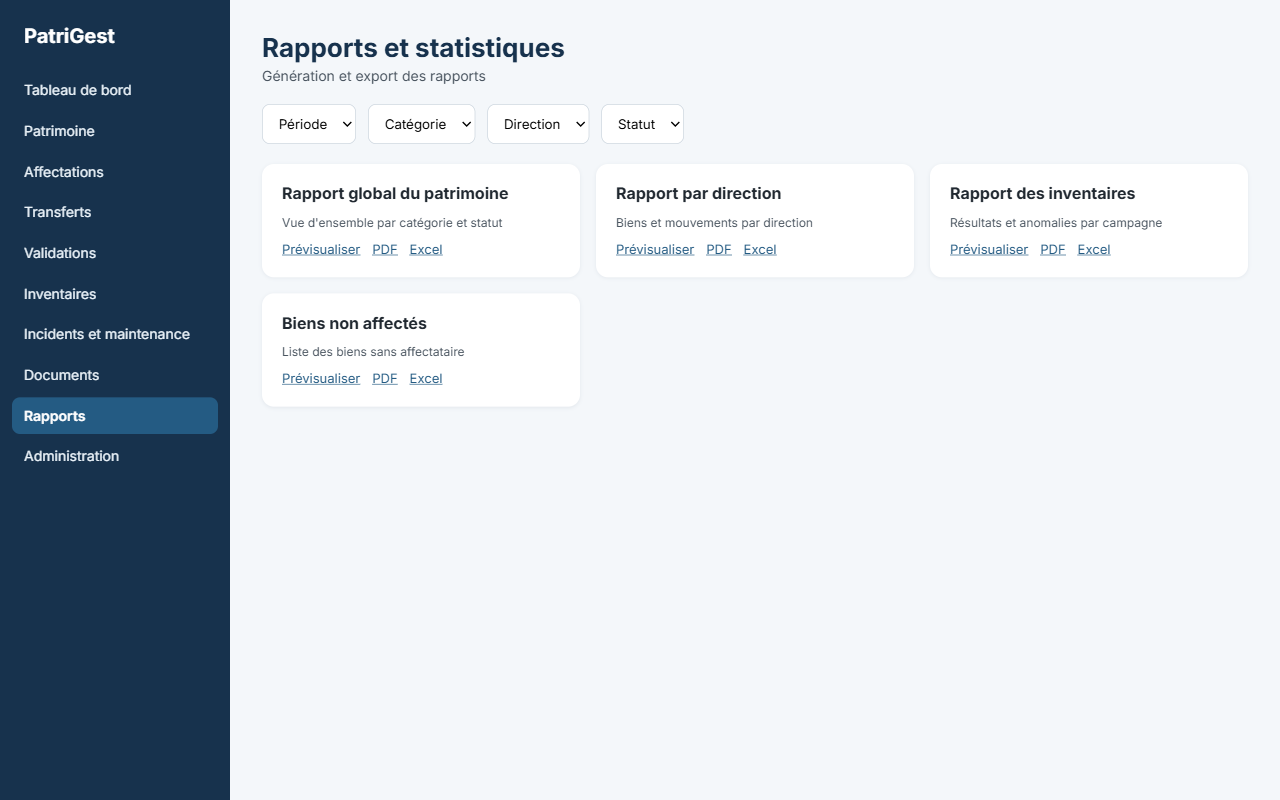 PatriGest
Tableau de bord
Patrimoine
Affectations
Transferts
Validations
Inventaires
Incidents et maintenance
Documents
Rapports
Administration
Rapports et statistiques
Génération et export des rapports
Période
Catégorie
Direction
Statut
Rapport global du patrimoine
Vue d'ensemble par catégorie et statut
Prévisualiser PDF Excel
Rapport par direction
Biens et mouvements par direction
Prévisualiser PDF Excel
Rapport des inventaires
Résultats et anomalies par campagne
Prévisualiser PDF Excel
Biens non affectés
Liste des biens sans affectataire
Prévisualiser PDF Excel